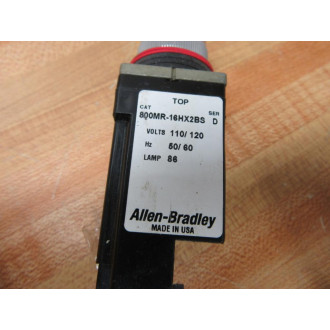 TOP
CAT SER
800MR-16HX2BS D
VOLTS 110/120
Hz 50/60
LAMP 86
Allen-Bradley
MADE IN USA